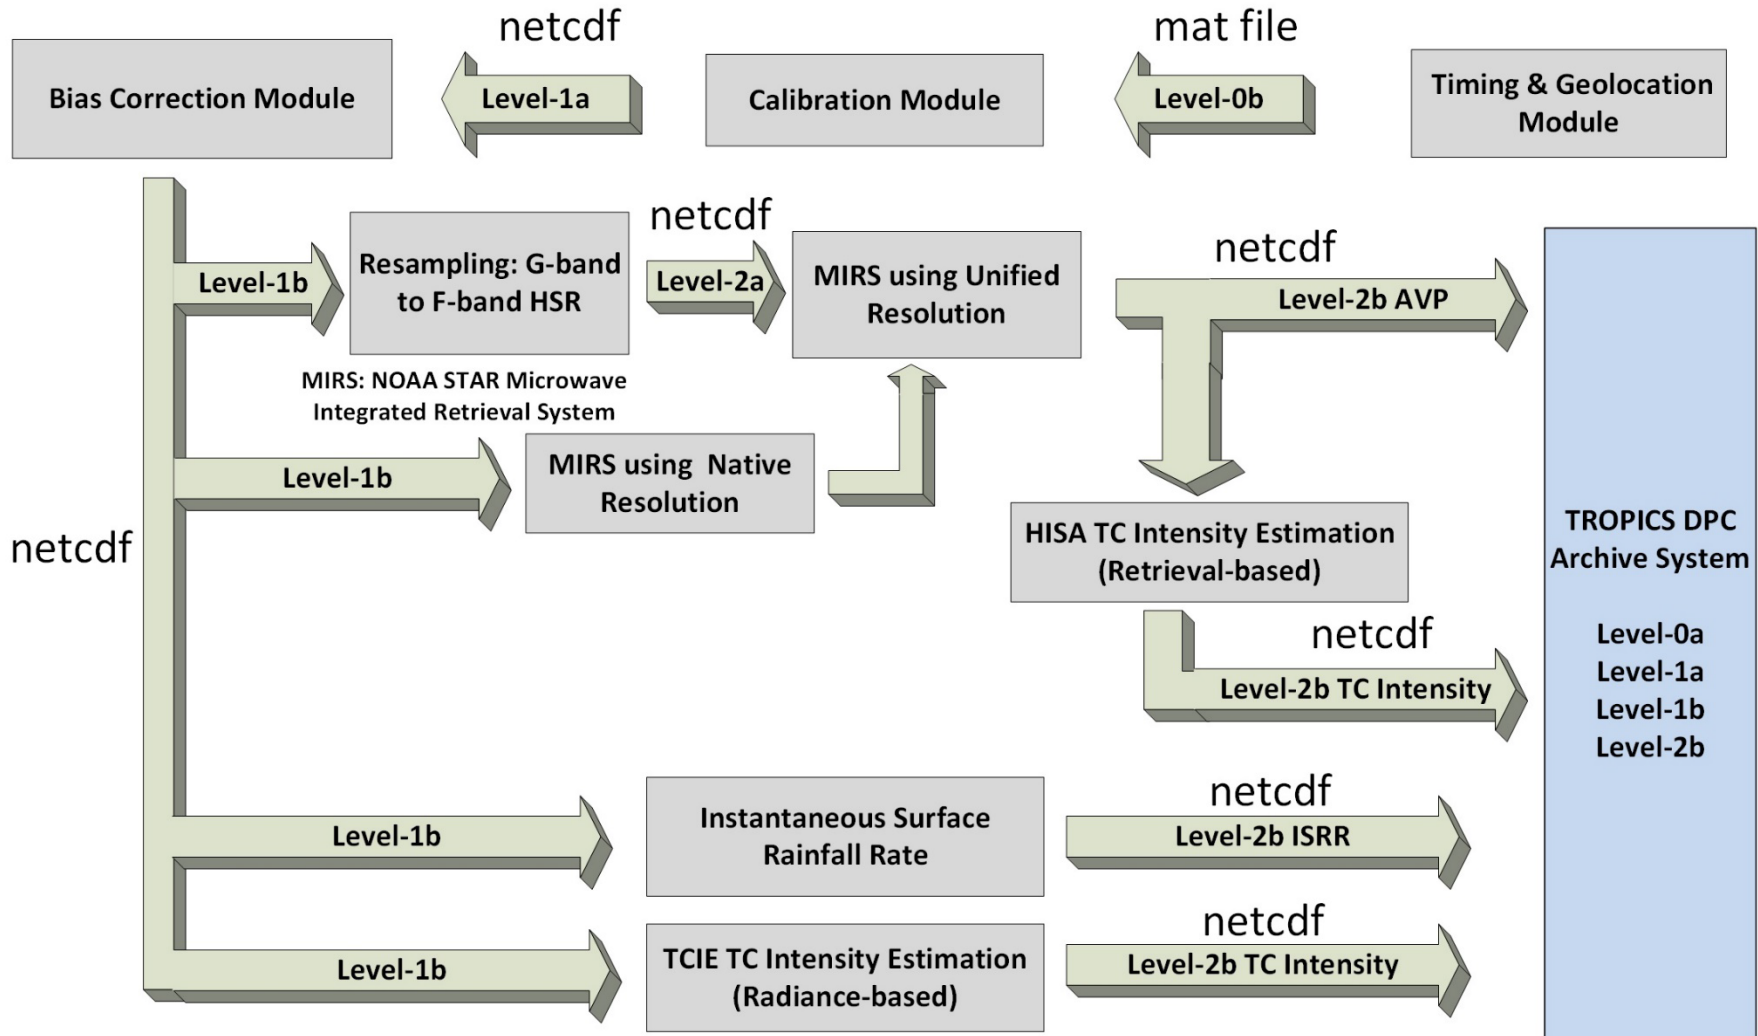 netcdf
mat file
Bias Correction Module
Level-1a
Calibration Module
Level-0b
Timing & Geolocation
Module
netcdf
netcdf
Level-1b
Resampling: G-band
to F-band HSR
Level-2a
MIRS using Unified
Resolution
Level-2b AVP
MIRS: NOAA STAR Microwave
Integrated Retrieval System
Level-1b
MIRS using  Native
Resolution
netcdf
HISA TC Intensity Estimation
(Retrieval-based)
TROPICS DPC
Archive System
Level-0a
Level-1a
Level-1b
Level-2b
netcdf
Level-2b TC Intensity
Level-1b
Instantaneous Surface
Rainfall Rate
netcdf
Level-2b ISRR
Level-1b
TCIE TC Intensity Estimation
(Radiance-based)
netcdf
Level-2b TC Intensity